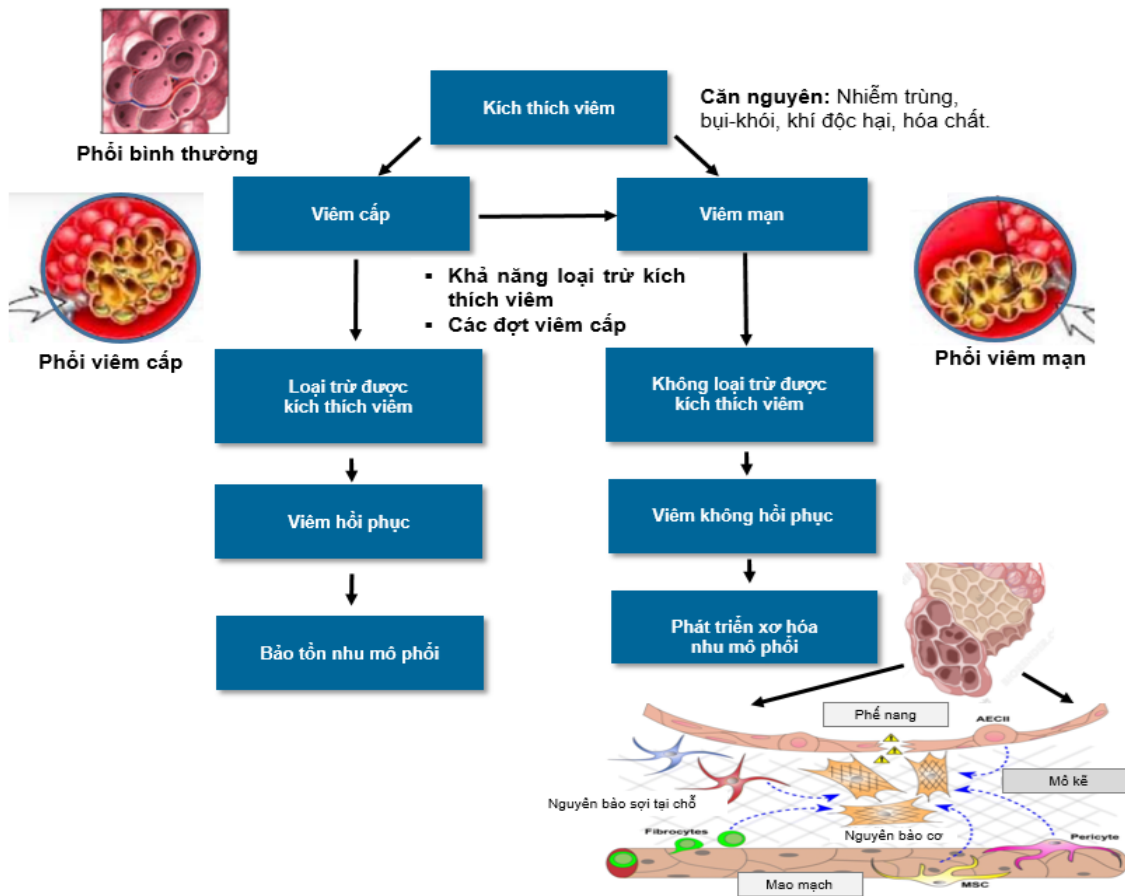 Kích thích viêm
Căn nguyên: Nhiễm trùng,
bụi-khói, khí độc hại, hóa chất.
Phổi bình thường
Viêm cấp
Viêm mạn
▪ Khả năng loại trừ kích
thích viêm
▪ Các đợt viêm cấp
Phổi viêm cấp
Phổi viêm mạn
Loại trừ được
kích thích viêm
Không loại trừ được
kích thích viêm
Viêm hồi phục
Viêm không hồi phục
Bảo tồn nhu mô phổi
Phát triển xơ hóa
nhu mô phổi
Phế nang
AECII
Mô kẽ
Nguyên bào sợi tại chỗ
Fibrocytes
Nguyên bào cơ
Pericyte
Mao mạch
MSC